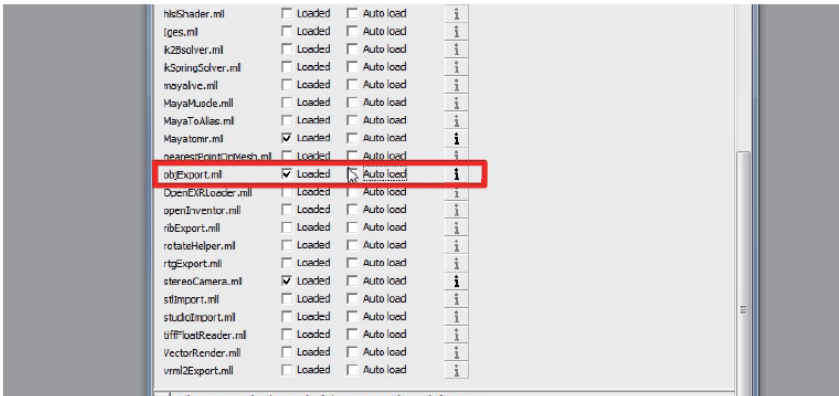 hlslShader.mll Loaded Auto load i
Iges.mll Loaded Auto load i
ik2Bsolver.mll Loaded Auto load i
ikSpringSolver.mll Loaded Auto load i
mayalive.mll Loaded Auto load i
MayaMuscle.mll Loaded Auto load i
MayaToAlias.mll Loaded Auto load i
Mayatomr.mll Loaded Auto load i
nearestPointOnMesh.mll Loaded Auto load i
objExport.mll Loaded Auto load i
OpenEXRLoader.mll Loaded Auto load i
openInventor.mll Loaded Auto load i
ribExport.mll Loaded Auto load i
rotateHelper.mll Loaded Auto load i
rtgExport.mll Loaded Auto load i
stereoCamera.mll Loaded Auto load i
stlImport.mll Loaded Auto load i
studioImport.mll Loaded Auto load i
tiffFloatReader.mll Loaded Auto load i
VectorRender.mll Loaded Auto load i
vrml2Export.mll Loaded Auto load i